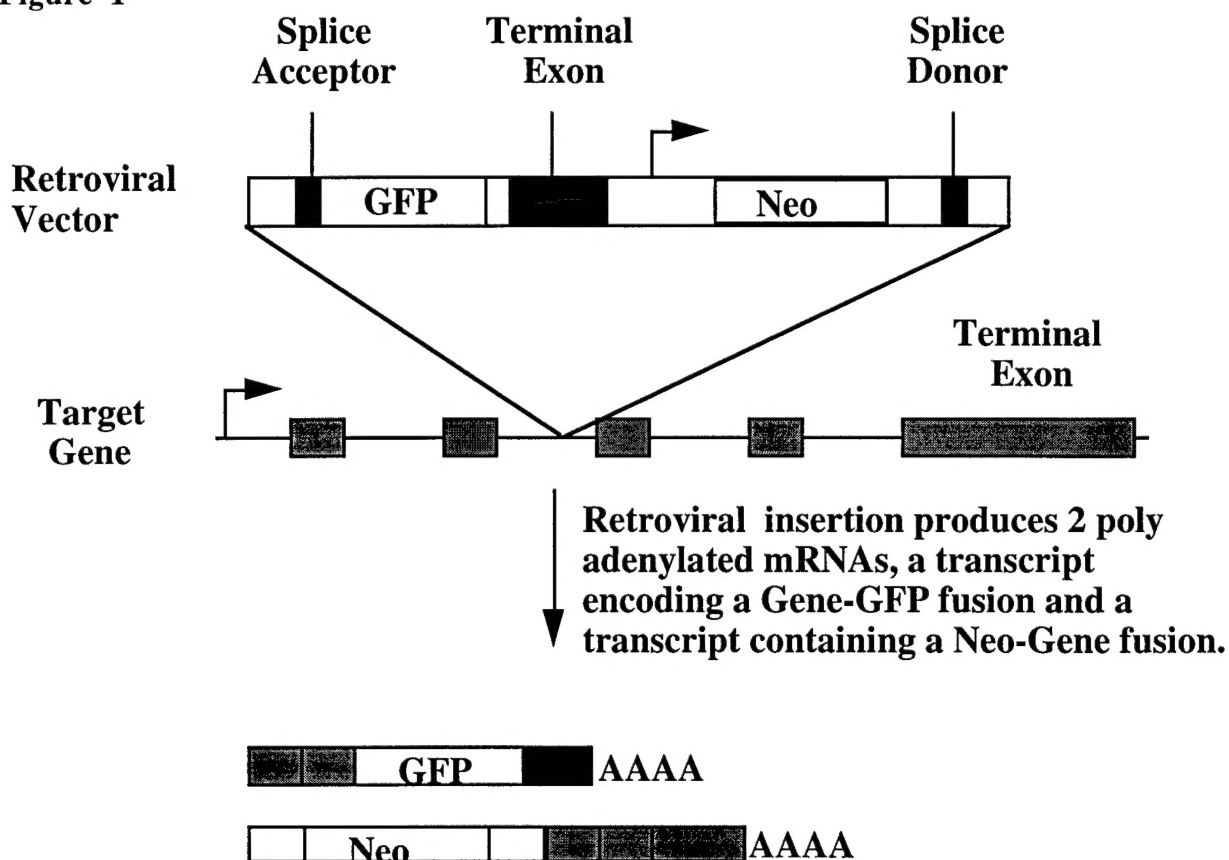 Figure 1
Splice Acceptor
Terminal Exon
Splice Donor
Retroviral Vector
GFP
Neo
Terminal Exon
Target Gene
Retroviral insertion produces 2 poly
adenylated mRNAs, a transcript
encoding a Gene-GFP fusion and a
transcript containing a Neo-Gene fusion.
GFP
AAAA
Neo
AAAA